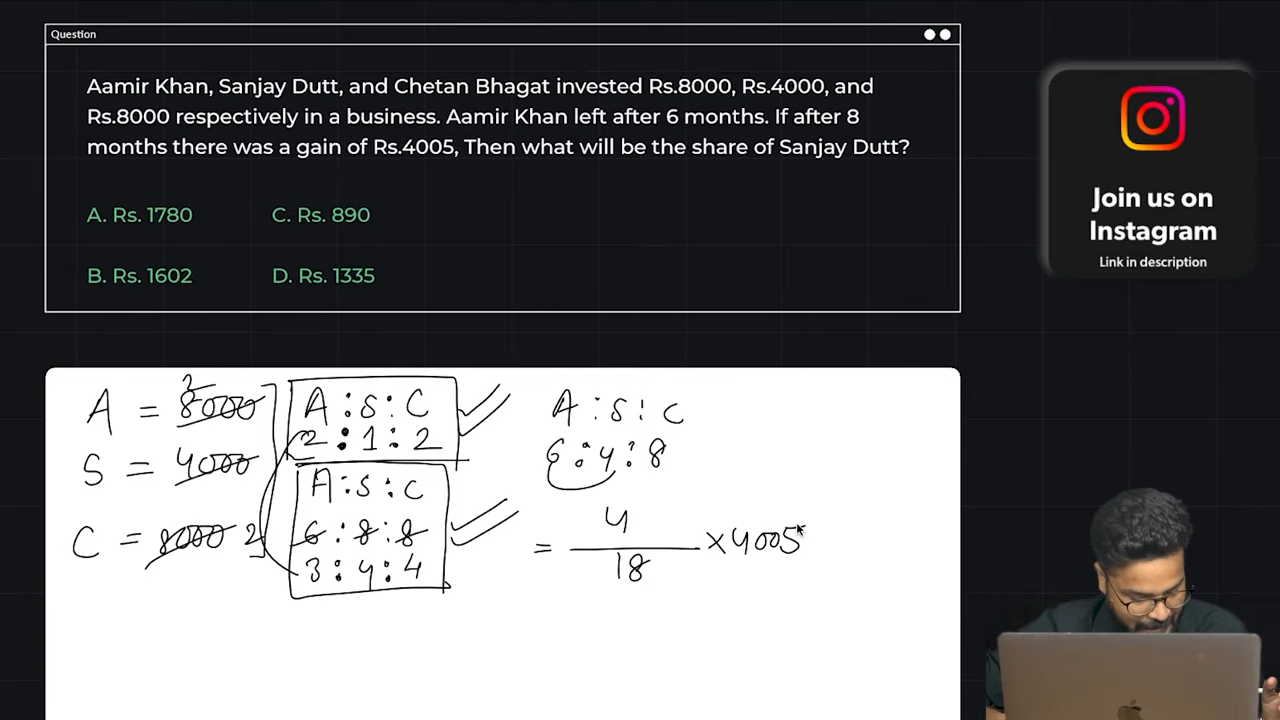 Question
Aamir Khan, Sanjay Dutt, and Chetan Bhagat invested Rs.8000, Rs.4000, and
Rs.8000 respectively in a business. Aamir Khan left after 6 months. If after 8
months there was a gain of Rs.4005, Then what will be the share of Sanjay Dutt?
A. Rs. 1780
C. Rs. 890
B. Rs. 1602
D. Rs. 1335
Join us on
Instagram
Link in description
2
A = 8000
S = 4000
C = 8000 2
A : S : C
2 : 1 : 2
A : S : C
6 : 8 : 8
3 : 4 : 4
A : S : C
6 : 4 : 8
= 4
18
× 4005